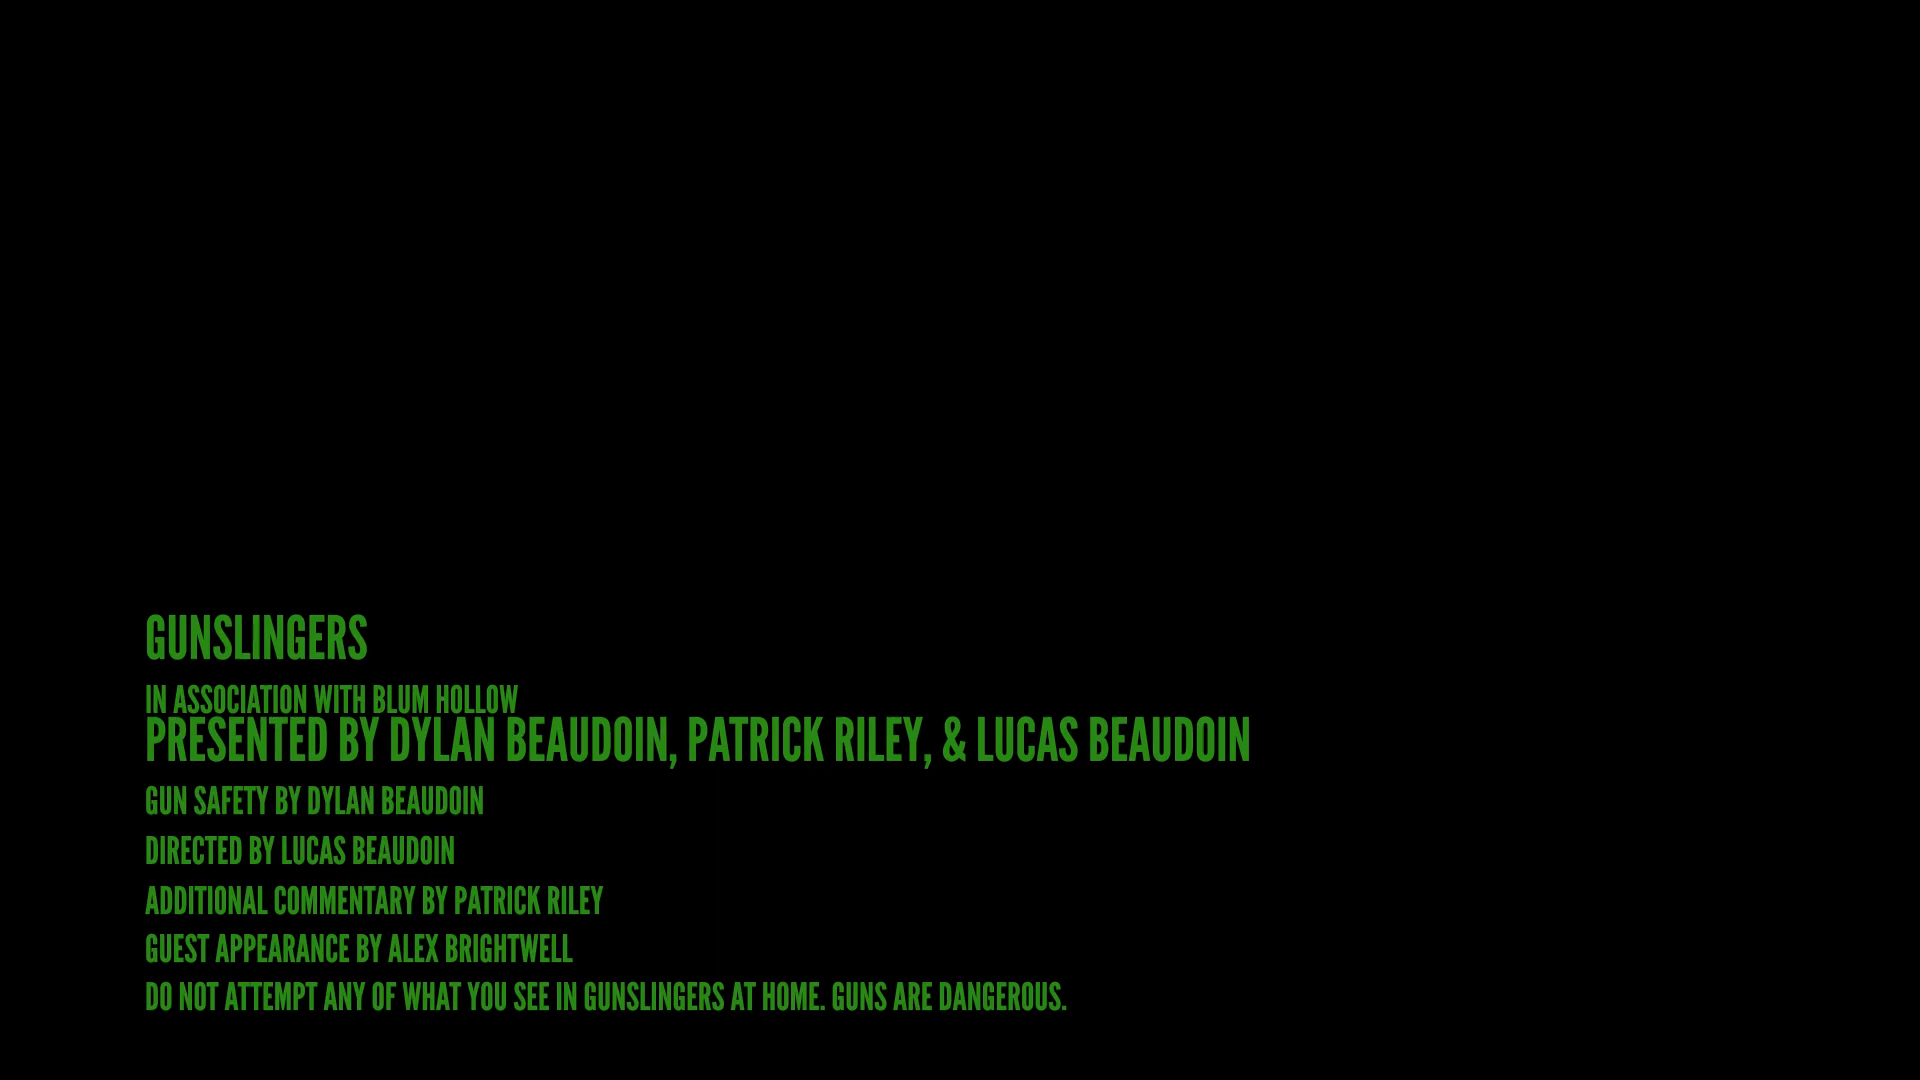 GUNSLINGERS
IN ASSOCIATION WITH BLUM HOLLOW
PRESENTED BY DYLAN BEAUDOIN, PATRICK RILEY, & LUCAS BEAUDOIN
GUN SAFETY BY DYLAN BEAUDOIN
DIRECTED BY LUCAS BEAUDOIN
ADDITIONAL COMMENTARY BY PATRICK RILEY
GUEST APPEARANCE BY ALEX BRIGHTWELL
DO NOT ATTEMPT ANY OF WHAT YOU SEE IN GUNSLINGERS AT HOME. GUNS ARE DANGEROUS.